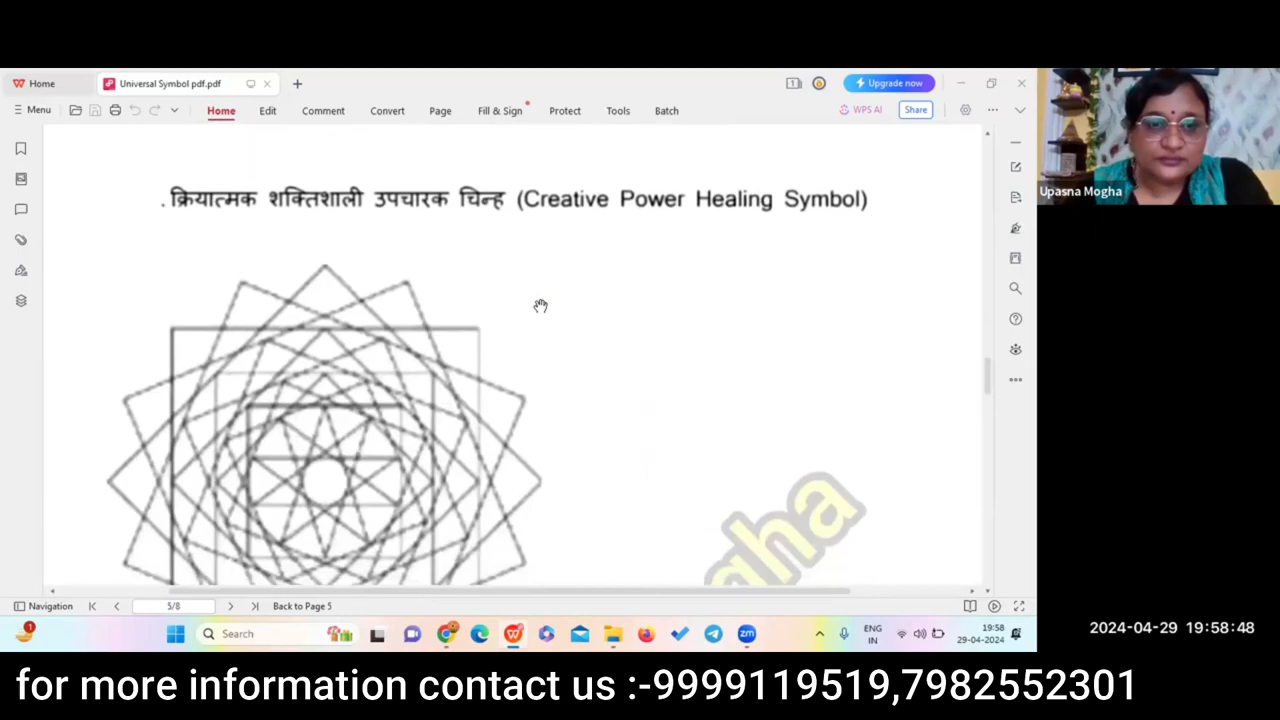 Home
Universal Symbol pdf.pdf
Upgrade now
Menu
Home Edit Comment Convert Page Fill & Sign Protect Tools Batch
WPS AI
Share
Upasna Mogha
. क्रियात्मक शक्तिशाली उपचारक चिन्ह (Creative Power Healing Symbol)
gha
Navigation
5/8
Back to Page 5
1
Search
zm
ENG
IN
19:58
29-04-2024
2024-04-29 19:58:48
for more information contact us :-9999119519,7982552301